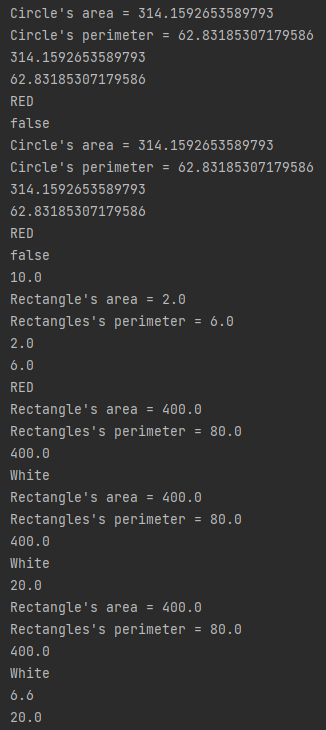 Circle's area = 314.1592653589793
Circle's perimeter = 62.83185307179586
314.1592653589793
62.83185307179586
RED
false
Circle's area = 314.1592653589793
Circle's perimeter = 62.83185307179586
314.1592653589793
62.83185307179586
RED
false
10.0
Rectangle's area = 2.0
Rectangles's perimeter = 6.0
2.0
6.0
RED
Rectangle's area = 400.0
Rectangles's perimeter = 80.0
400.0
White
Rectangle's area = 400.0
Rectangles's perimeter = 80.0
400.0
White
20.0
Rectangle's area = 400.0
Rectangles's perimeter = 80.0
400.0
White
6.6
20.0